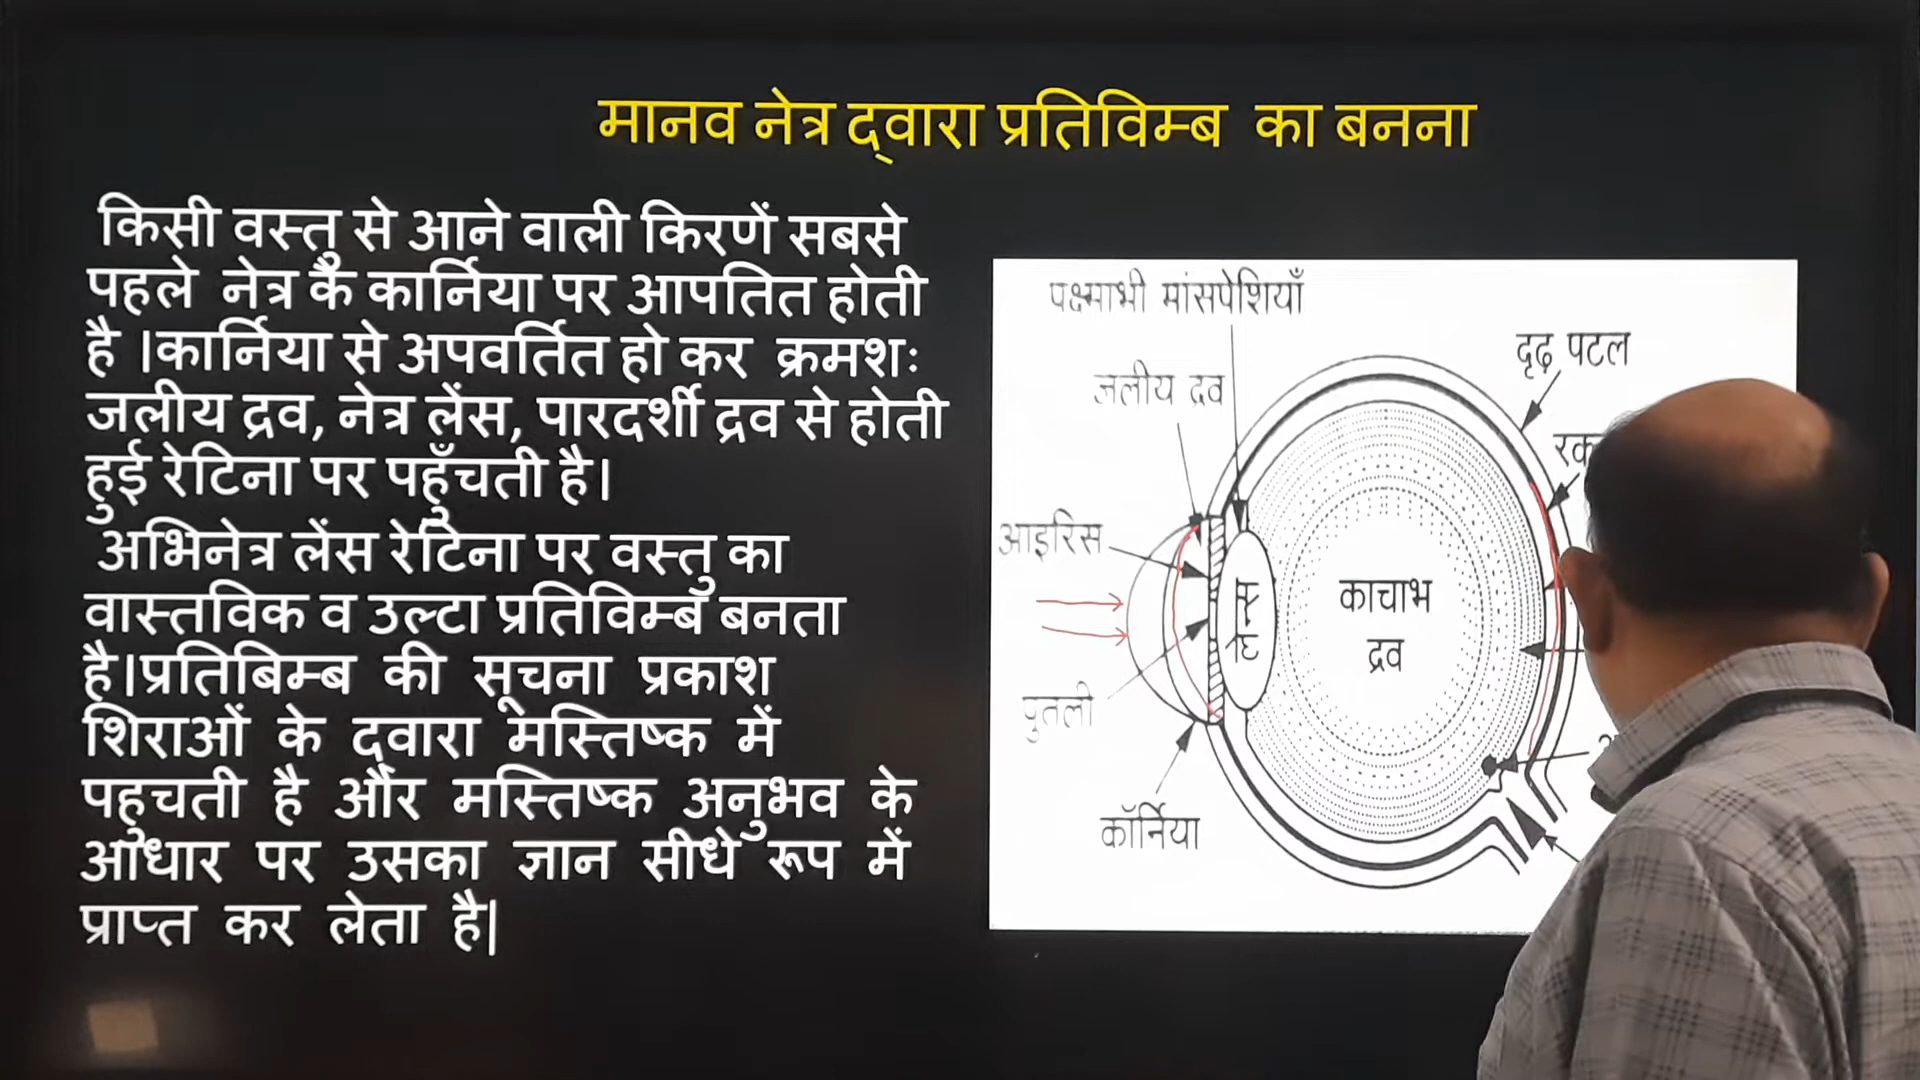 मानव नेत्र द्वारा प्रतिविम्ब का बनना
किसी वस्तु से आने वाली किरणें सबसे
पहले नेत्र के कार्निया पर आपतित होती
है ।कार्निया से अपवर्तित हो कर क्रमशः
जलीय द्रव, नेत्र लेंस, पारदर्शी द्रव से होती
हुई रेटिना पर पहुँचती है।
अभिनेत्र लेंस रेटिना पर वस्तु का
वास्तविक व उल्टा प्रतिविम्ब बनता
है।प्रतिबिम्ब की सूचना प्रकाश
शिराओं के द्वारा मस्तिष्क में
पहुचती है और मस्तिष्क अनुभव के
आधार पर उसका ज्ञान सीधे रूप में
प्राप्त कर लेता है|
पक्ष्माभी मांसपेशियाँ
दृढ़ पटल
जलीय द्रव
आइरिस
लेन्स
काचाभ
द्रव
पुतली
कॉर्निया